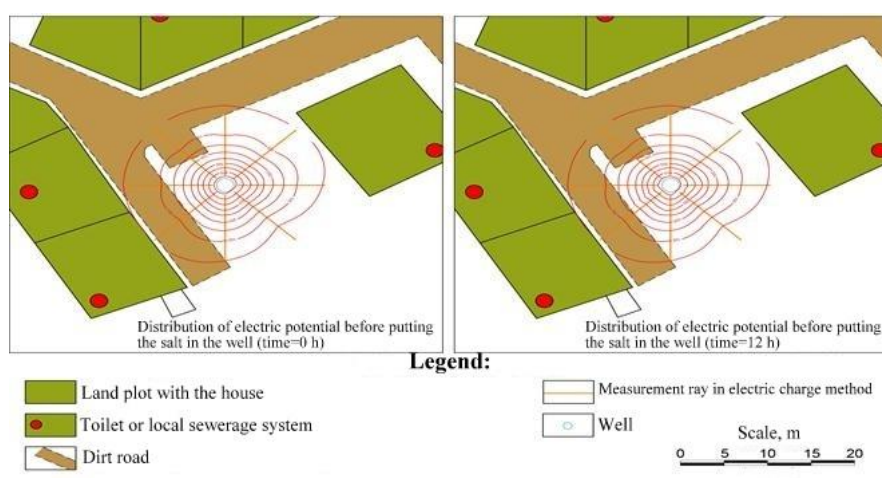 Distribution of electric potential before putting
the salt in the well (time=0 h)
Distribution of electric potential before putting
the salt in the well (time=12 h)
Legend:
Land plot with the house
Toilet or local sewerage system
Dirt road
Measurement ray in electric charge method
Well
Scale, m
0 5 10 15 20